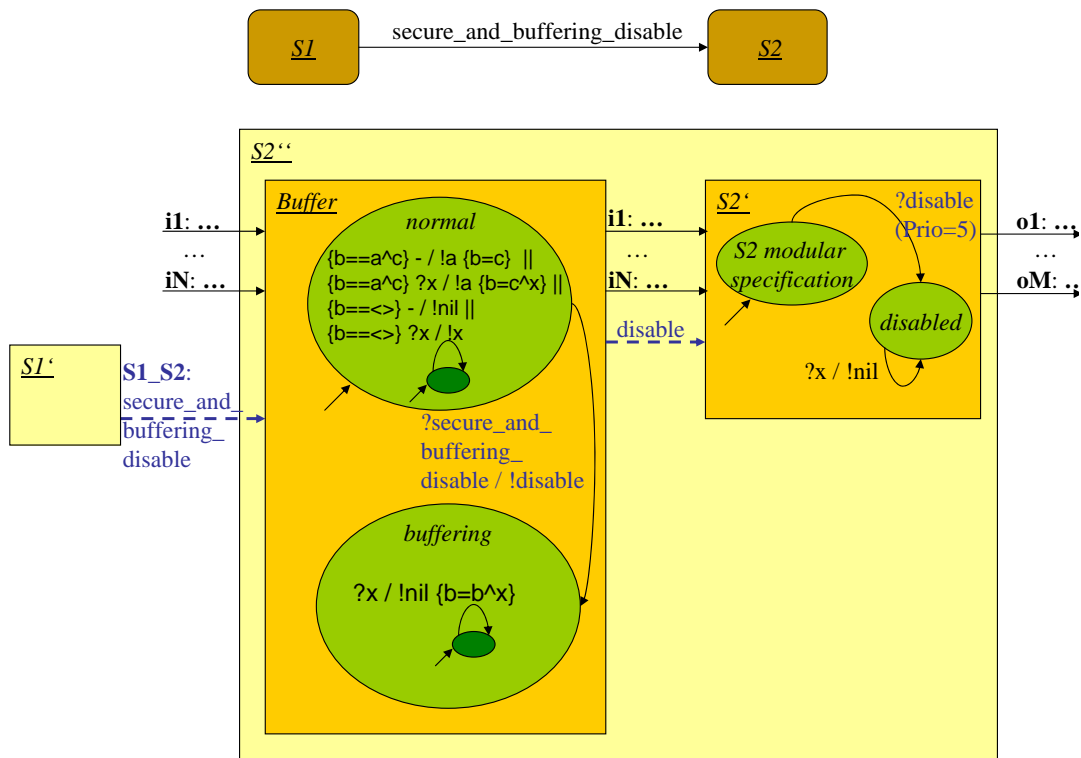 S1
secure_and_buffering_disable
S2
S2‘‘
Buffer
normal
{b==a^c} - / !a {b=c} ||
{b==a^c} ?x / !a {b=c^x} ||
{b==<>} - / !nil ||
{b==<>} ?x / !x
i1: …
…
iN: …
i1: …
…
iN: …
disable
S2‘
S2 modular
specification
?disable
(Prio=5)
disabled
?x / !nil
o1: …
…
oM: …
S1‘
S1_S2:
secure_and_
buffering_
disable
?secure_and_
buffering_
disable / !disable
buffering
?x / !nil {b=b^x}